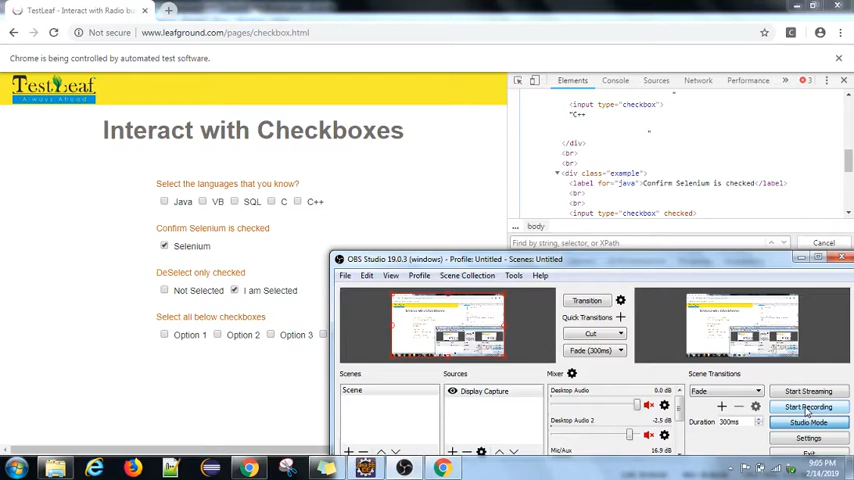 TestLeaf - Interact with Radio bu
Not secure | www.leafground.com/pages/checkbox.html
Chrome is being controlled by automated test software.
TestLeaf
Always Ahead
Interact with Checkboxes
Select the languages that you know?
Java VB SQL C C++
Confirm Selenium is checked
Selenium
DeSelect only checked
Not Selected I am Selected
Select all below checkboxes
Option 1 Option 2 Option 3
Elements Console Sources Network Performance » 3
"
<input type="checkbox">
"C++
"
</div>
<br>
<br>
<div class="example">
<label for="java">Confirm Selenium is checked</label>
<br>
<br>
<input type="checkbox" checked>
... body
Find by string, selector, or XPath Cancel
OBS Studio 19.0.3 (windows) - Profile: Untitled - Scenes: Untitled
File Edit View Profile Scene Collection Tools Help
Transition
Quick Transitions
Cut
Fade (300ms)
Scenes Sources Mixer Scene Transitions
Scene
Display Capture
Desktop Audio 0.0 dB
Desktop Audio 2 -2.5 dB
Mic/Aux 16.9 dB
Fade
Duration 300ms
Start Streaming
Start Recording
Studio Mode
Settings
Exit
9:05 PM
2/14/2019